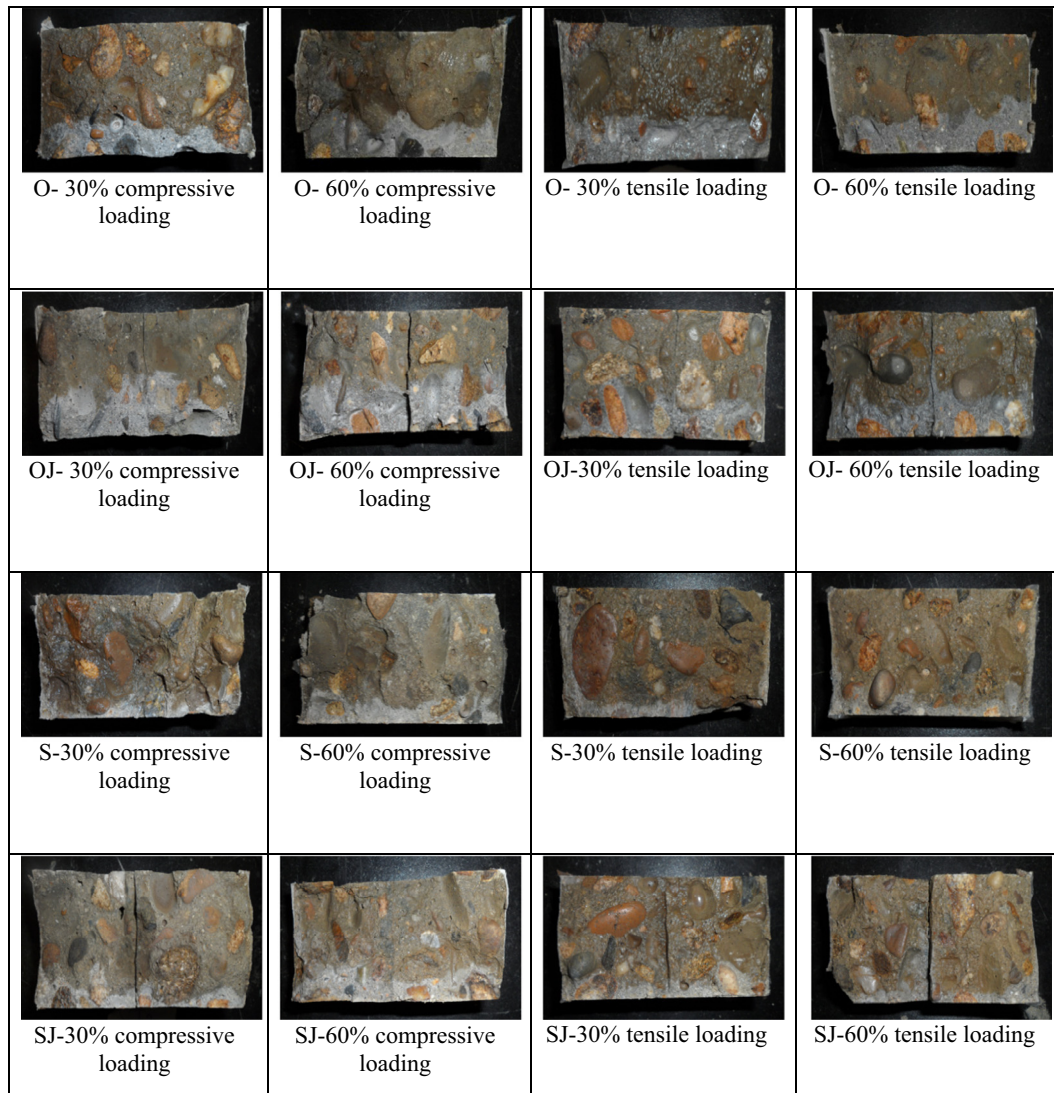 O- 30% compressive
loading
O- 60% compressive
loading
O- 30% tensile loading
O- 60% tensile loading
OJ- 30% compressive
loading
OJ- 60% compressive
loading
OJ-30% tensile loading
OJ- 60% tensile loading
S-30% compressive
loading
S-60% compressive
loading
S-30% tensile loading
S-60% tensile loading
SJ-30% compressive
loading
SJ-60% compressive
loading
SJ-30% tensile loading
SJ-60% tensile loading